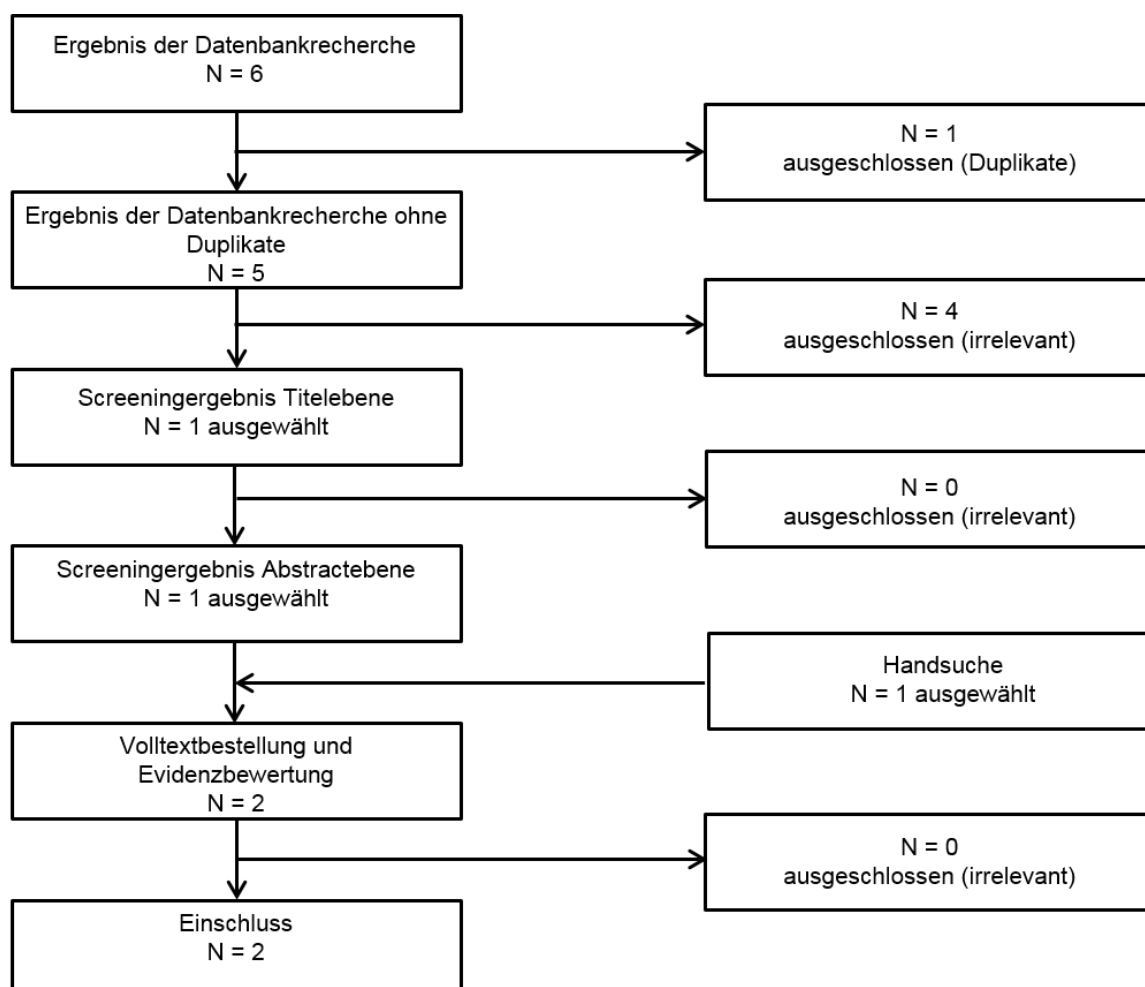 Ergebnis der Datenbankrecherche
N = 6
N = 1
ausgeschlossen (Duplikate)
Ergebnis der Datenbankrecherche ohne
Duplikate
N = 5
N = 4
ausgeschlossen (irrelevant)
Screeningergebnis Titelebene
N = 1 ausgewählt
N = 0
ausgeschlossen (irrelevant)
Screeningergebnis Abstractebene
N = 1 ausgewählt
Handsuche
N = 1 ausgewählt
Volltextbestellung und
Evidenzbewertung
N = 2
N = 0
ausgeschlossen (irrelevant)
Einschluss
N = 2